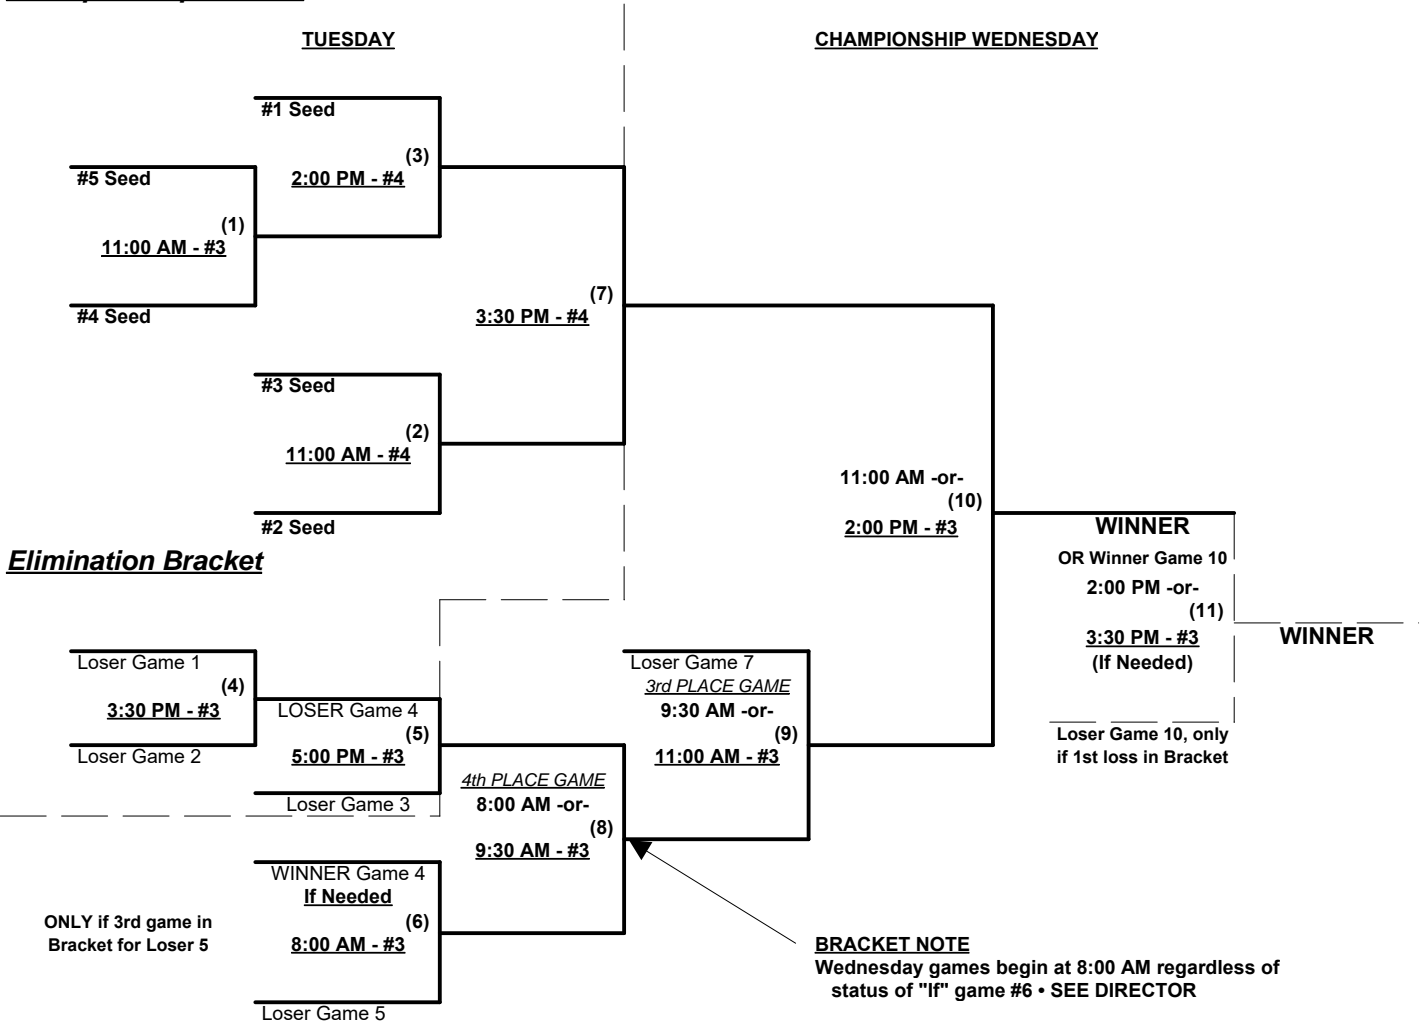 TUESDAY
CHAMPIONSHIP WEDNESDAY
#1 Seed
(3)
2:00 PM - #4
#5 Seed
(1)
11:00 AM - #3
#4 Seed
(7)
3:30 PM - #4
#3 Seed
(2)
11:00 AM - #4
#2 Seed
11:00 AM -or-
(10)
2:00 PM - #3
WINNER
OR Winner Game 10
2:00 PM -or-
(11)
3:30 PM - #3
(If Needed)
WINNER
Loser Game 10, only
if 1st loss in Bracket
Elimination Bracket
Loser Game 1
(4)
3:30 PM - #3
Loser Game 2
LOSER Game 4
(5)
5:00 PM - #3
Loser Game 3
Loser Game 7
3rd PLACE GAME
9:30 AM -or-
(9)
11:00 AM - #3
4th PLACE GAME
8:00 AM -or-
(8)
9:30 AM - #3
WINNER Game 4
If Needed
(6)
8:00 AM - #3
Loser Game 5
ONLY if 3rd game in
Bracket for Loser 5
BRACKET NOTE
Wednesday games begin at 8:00 AM regardless of
status of "If" game #6 • SEE DIRECTOR